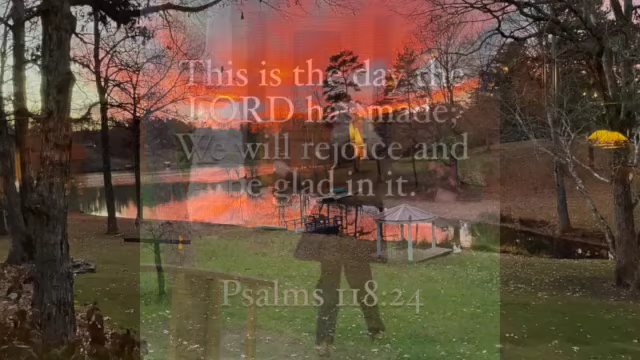 This is the day the
LORD has made.
We will rejoice and
be glad in it.
Psalms 118:24